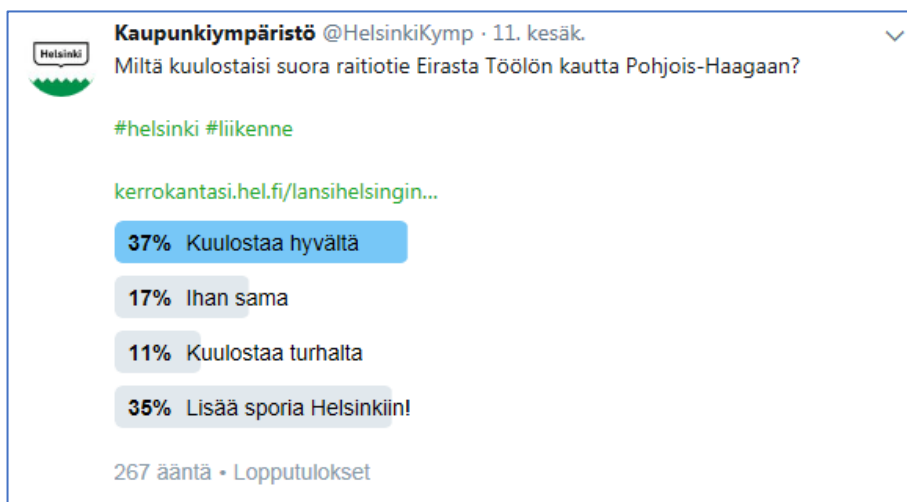 Helsinki
Kaupunkiympäristö @HelsinkiKymp · 11. kesäk.
Miltä kuulostaisi suora raitiotie Eirasta Töölön kautta Pohjois-Haagaan?
#helsinki #liikenne
kerrokantasi.hel.fi/lansihelsingin...
37% Kuulostaa hyvältä
17% Ihan sama
11% Kuulostaa turhalta
35% Lisää sporia Helsinkiin!
267 ääntä • Lopputulokset